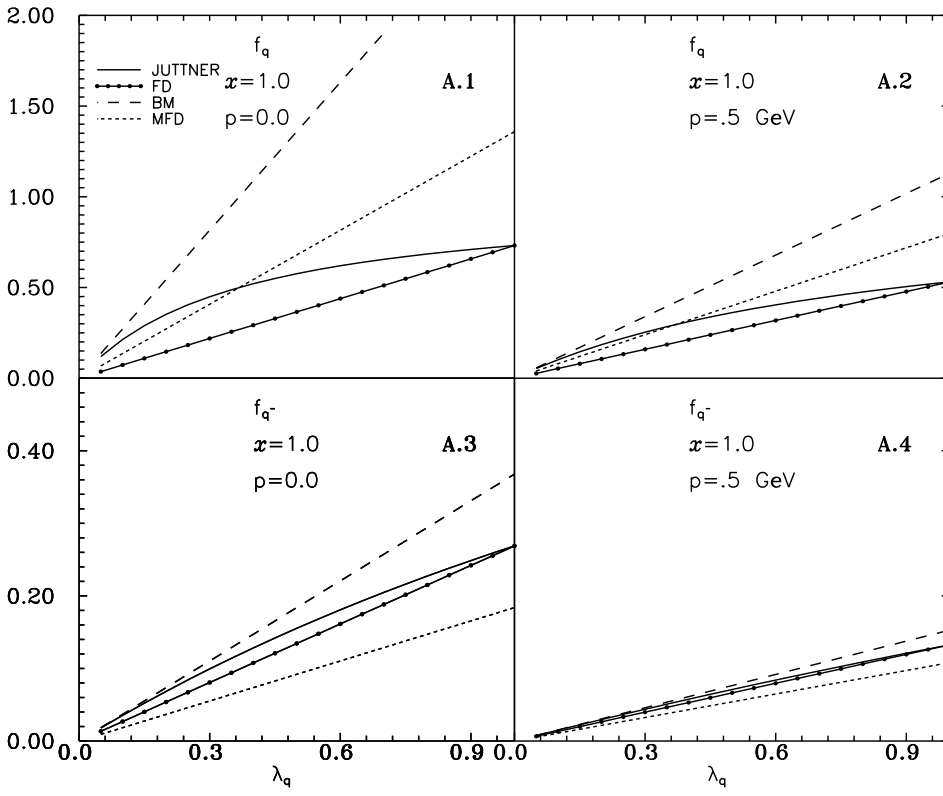 2.00
1.50
1.00
0.50
0.00
JUTTNER
FD
BM
MFD
f_q
x=1.0
p=0.0
A.1
f_q
x=1.0
p=.5 GeV
A.2
0.40
0.20
0.00
f_q-
x=1.0
p=0.0
A.3
f_q-
x=1.0
p=.5 GeV
A.4
0.0 0.3 0.6 0.9 0.0 0.3 0.6 0.9
λ_q λ_q